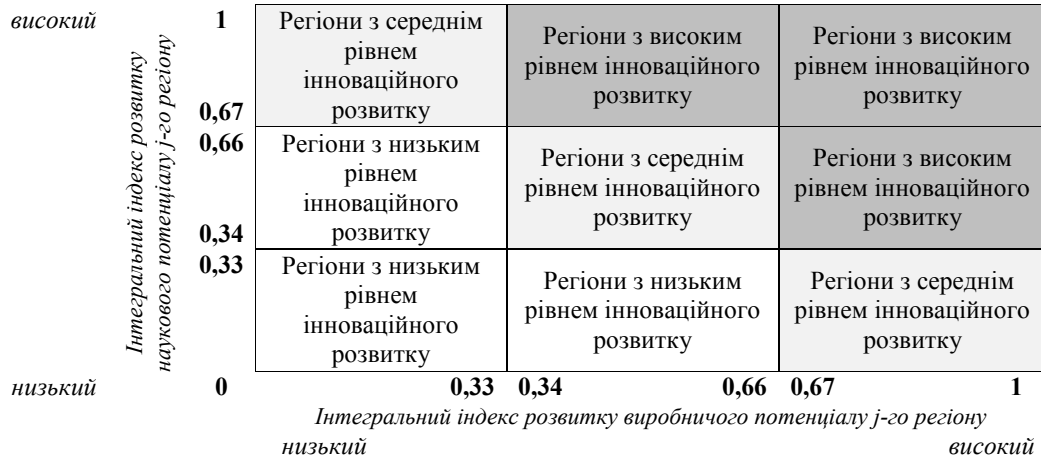 високий
1
Інтегральний індекс розвитку
наукового потенціалу j-го регіону
Регіони з середнім
рівнем
інноваційного
розвитку
Регіони з високим
рівнем інноваційного
розвитку
Регіони з високим
рівнем інноваційного
розвитку
0,67
0,66
Регіони з низьким
рівнем
інноваційного
розвитку
Регіони з середнім
рівнем інноваційного
розвитку
Регіони з високим
рівнем інноваційного
розвитку
0,34
0,33
Регіони з низьким
рівнем
інноваційного
розвитку
Регіони з низьким
рівнем інноваційного
розвитку
Регіони з середнім
рівнем інноваційного
розвитку
низький
0 0,33 0,34 0,66 0,67 1
Інтегральний індекс розвитку виробничого потенціалу j-го регіону
низький високий